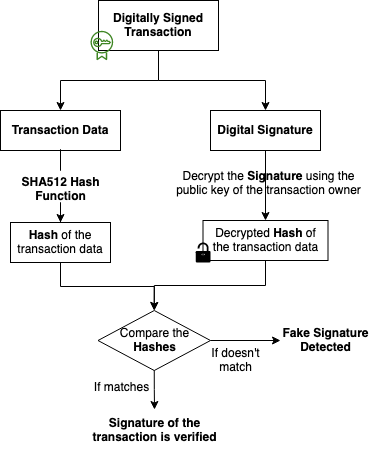 Digitally Signed
Transaction
Transaction Data
Digital Signature
SHA512 Hash
Function
Decrypt the Signature using the
public key of the transaction owner
Hash of the
transaction data
Decrypted Hash of
the transaction data
Compare the
Hashes
If doesn't
match
Fake Signature
Detected
If matches
Signature of the
transaction is verified